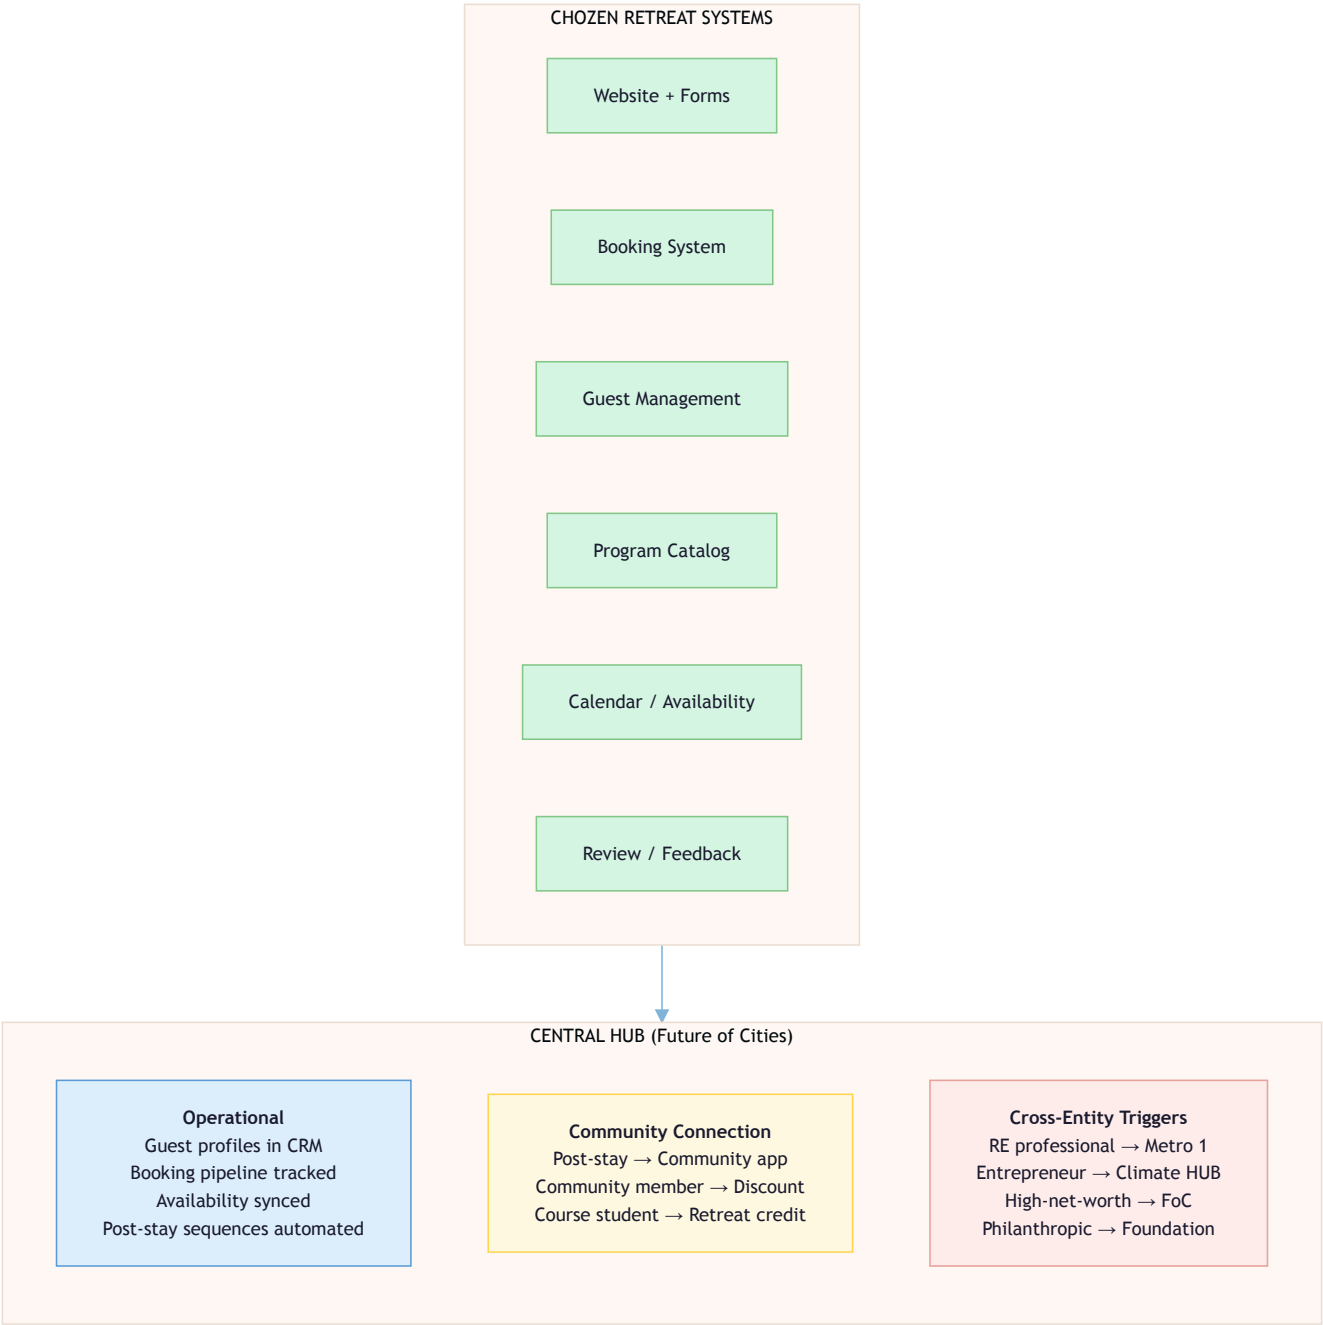 CHOZEN RETREAT SYSTEMS
Website + Forms
Booking System
Guest Management
Program Catalog
Calendar / Availability
Review / Feedback
CENTRAL HUB (Future of Cities)
Operational
Guest profiles in CRM
Booking pipeline tracked
Availability synced
Post-stay sequences automated
Community Connection
Post-stay → Community app
Community member → Discount
Course student → Retreat credit
Cross-Entity Triggers
RE professional → Metro 1
Entrepreneur → Climate HUB
High-net-worth → FoC
Philanthropic → Foundation